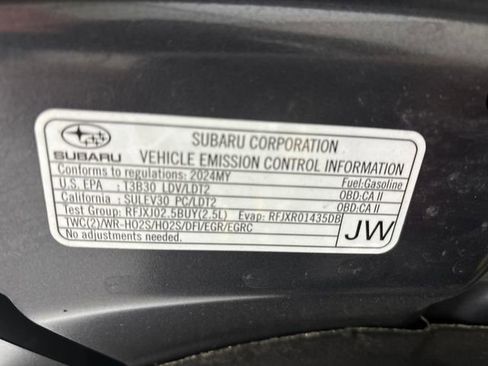 SUBARU
SUBARU CORPORATION
VEHICLE EMISSION CONTROL INFORMATION
Conforms to regulations: 2024MY Fuel:Gasoline
U.S. EPA : T3B30 LDV/LDT2 OBD:CA II
California : SULEV30 PC/LDT2 OBD:CA II
Test Group: RFJXJ02.5BUY(2.5L) Evap: RFJXR01435DB
TWC(2)/WR-HO2S/HO2S/DFI/EGR/EGRC
No adjustments needed.
JW